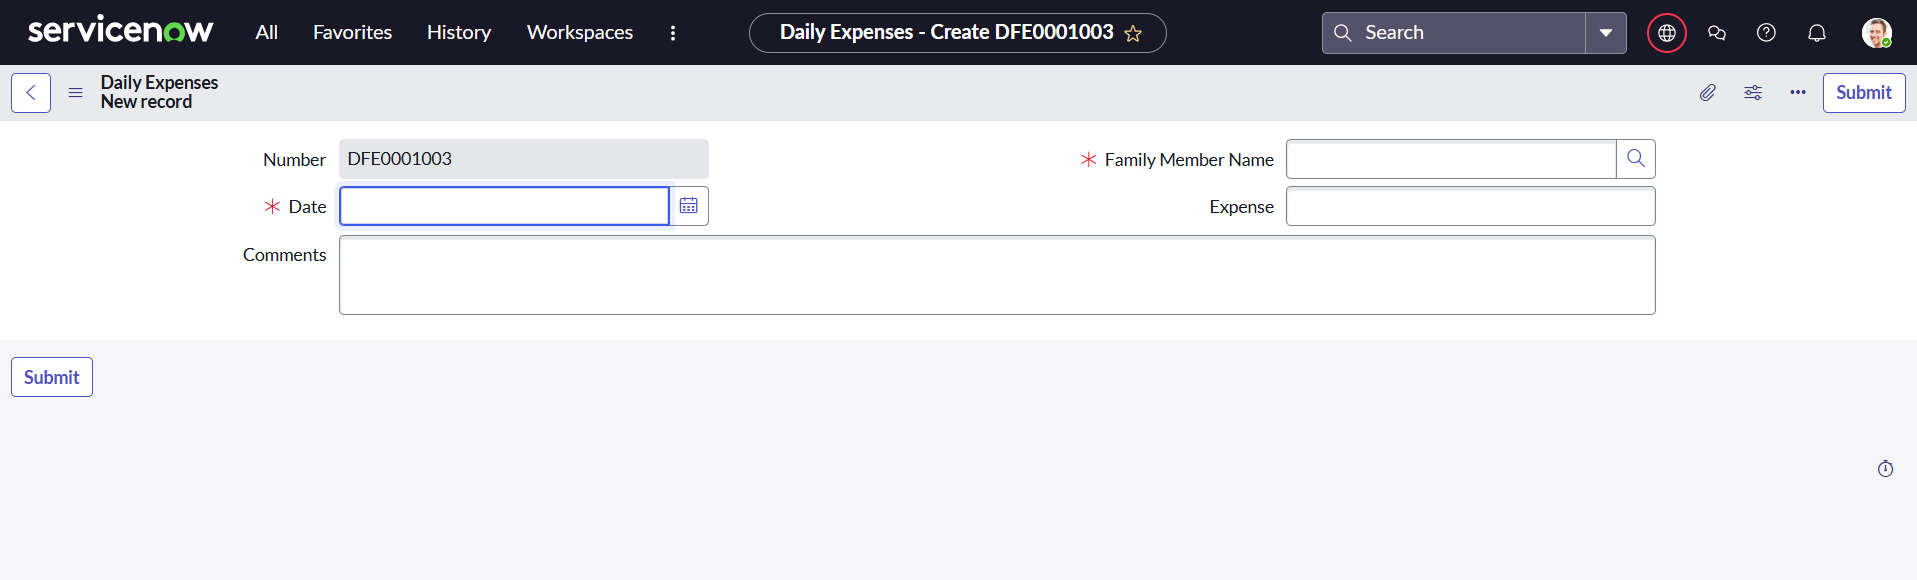 servicenow All Favorites History Workspaces Daily Expenses - Create DFE0001003 Search
Daily Expenses
New record
Submit
Number DFE0001003 Family Member Name
Date Expense
Comments
Submit